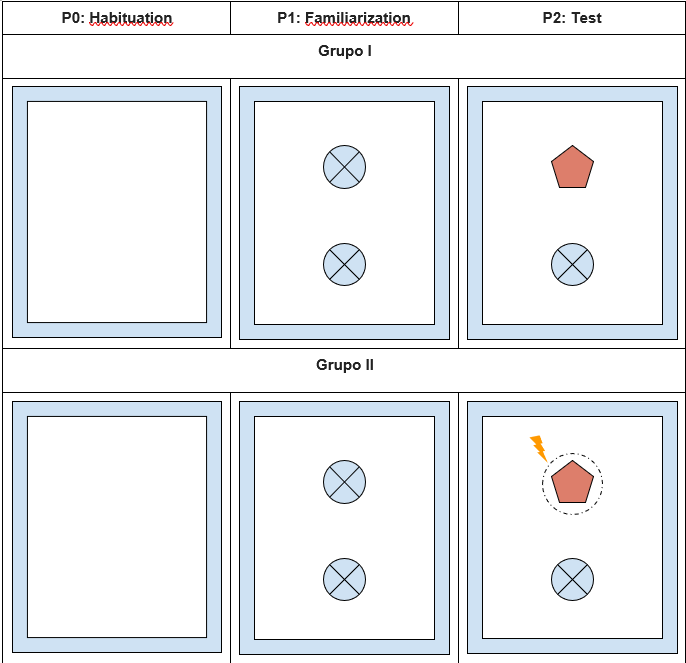 P0: Habituation
P1: Familiarization
P2: Test
Grupo I
Grupo II